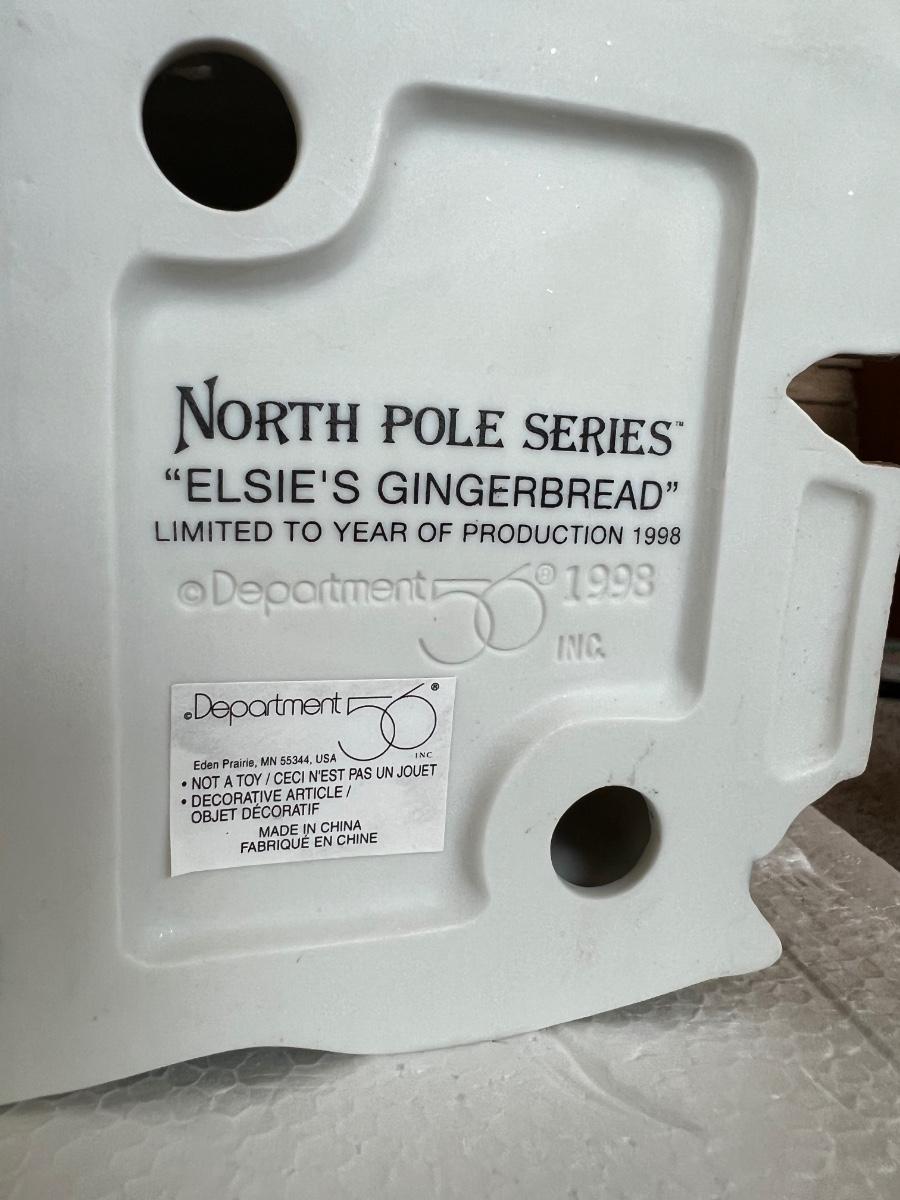 NORTH POLE SERIES™
“ELSIE'S GINGERBREAD”
LIMITED TO YEAR OF PRODUCTION 1998
©Department 56® 1998
INC.
©Department 56®
INC
Eden Prairie, MN 55344, USA
• NOT A TOY / CECI N'EST PAS UN JOUET
• DECORATIVE ARTICLE /
OBJET DÉCORATIF
MADE IN CHINA
FABRIQUÉ EN CHINE